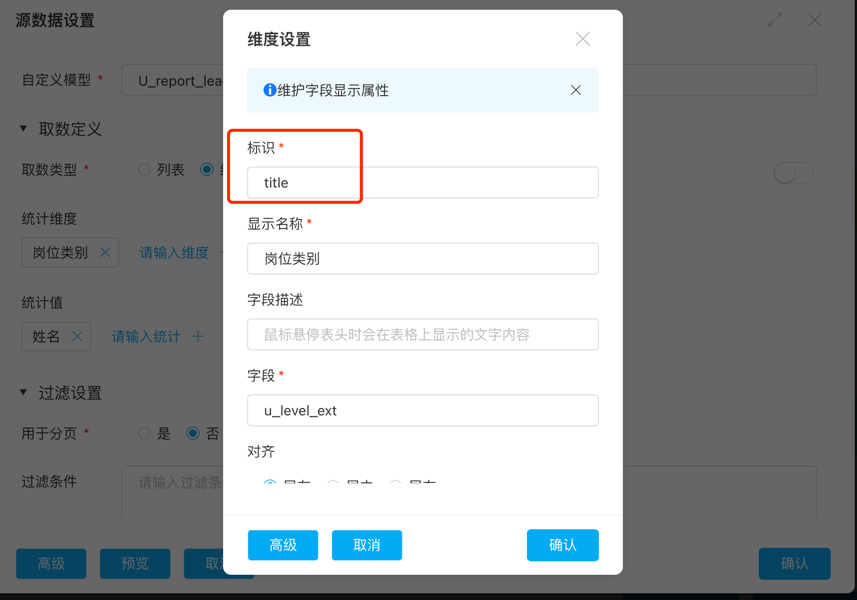 源数据设置
维度设置
维护字段显示属性
自定义模型 *
U_report_lea
取数定义
标识 *
title
取数类型 *
列表
显示名称 *
岗位类别
统计维度
岗位类别
请输入维度
字段描述
鼠标悬停表头时会在表格上显示的文字内容
统计值
姓名
请输入统计
字段 *
u_level_ext
过滤设置
用于分页 *
是
否
对齐
过滤条件
请输入过滤条
高级
取消
确认
高级
预览
确认